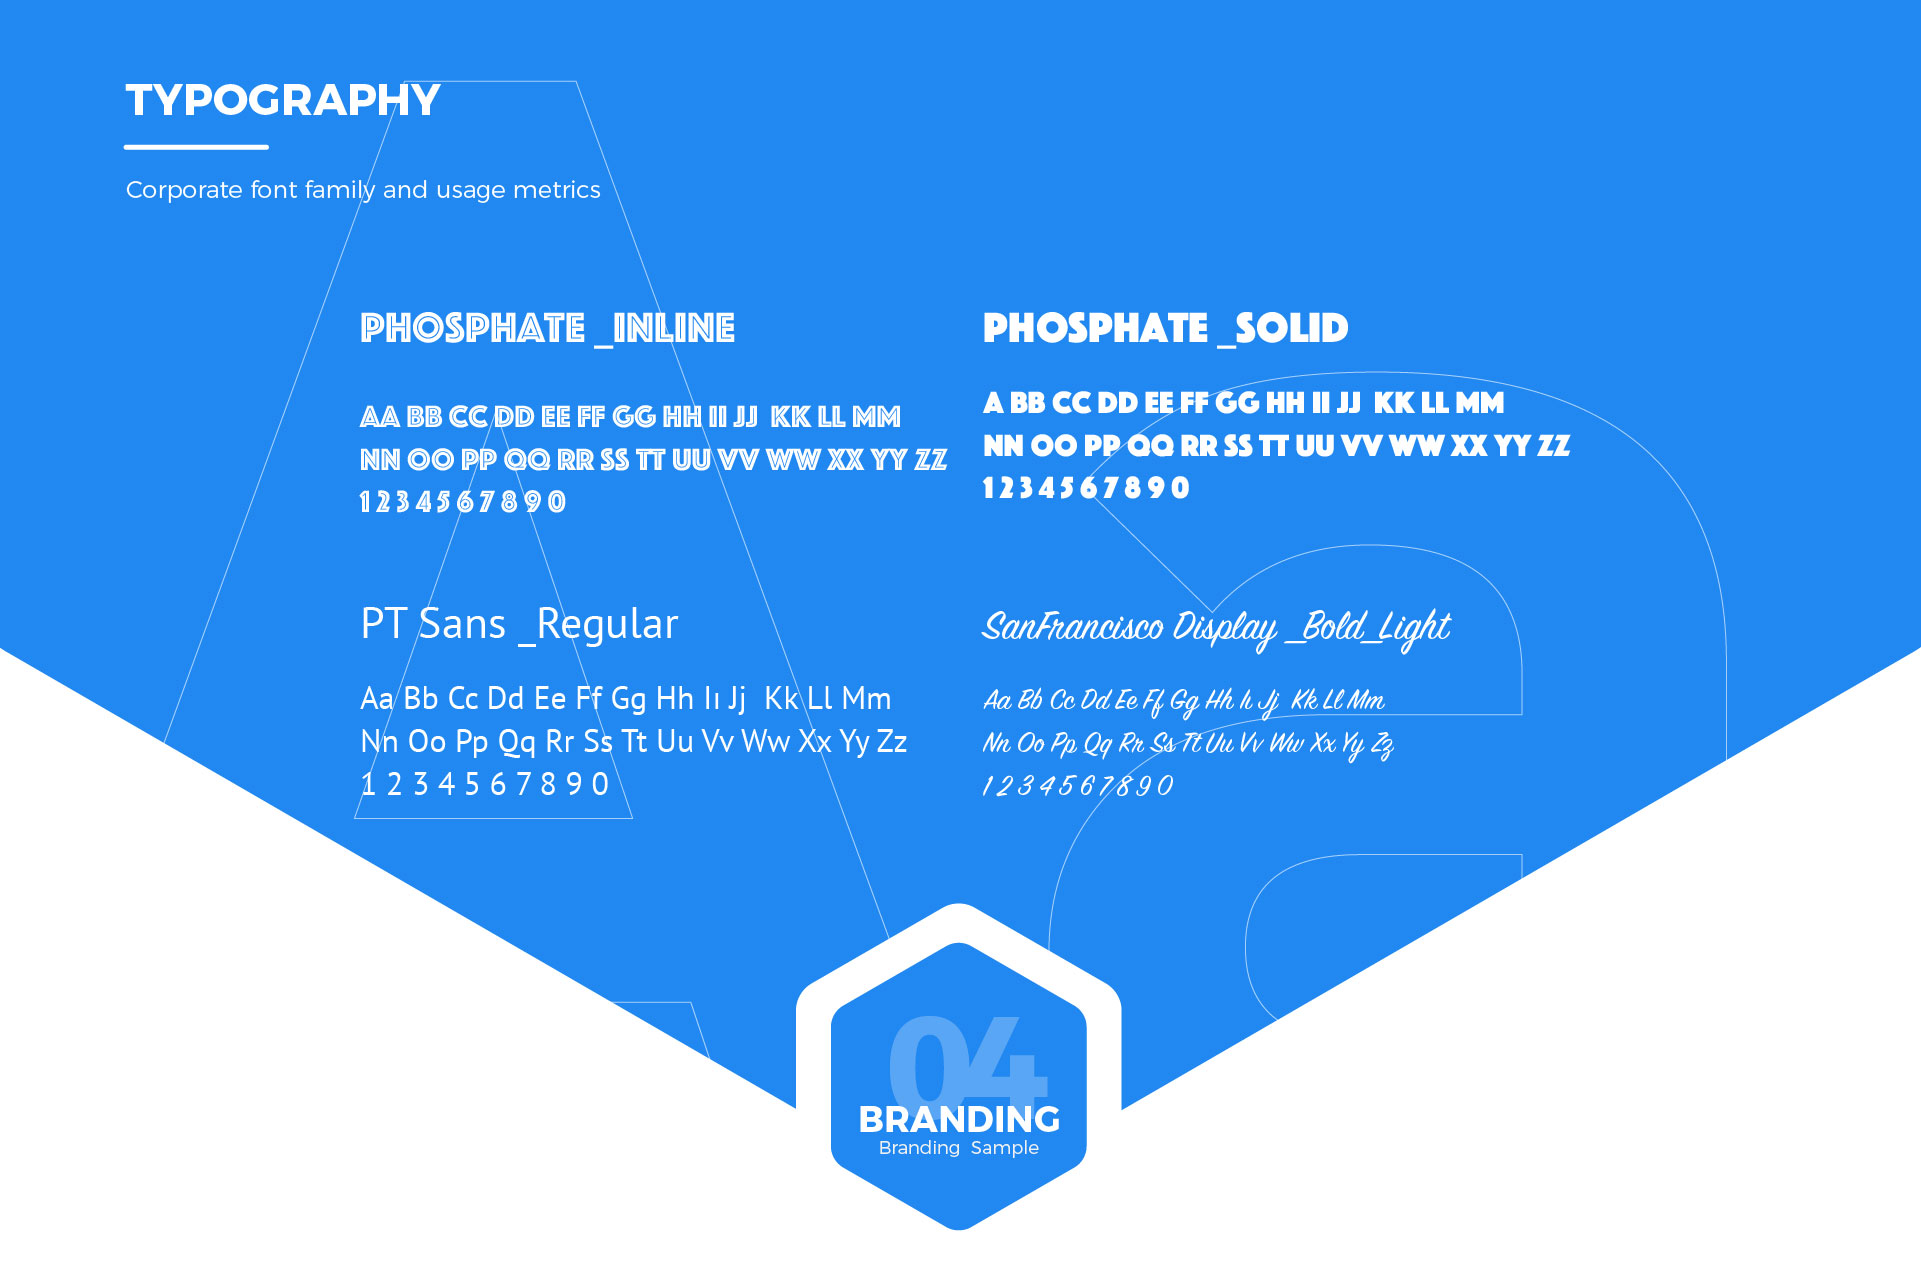 TYPOGRAPHY
Corporate font family and usage metrics
PHOSPHATE _INLINE
AA BB CC DD EE FF GG HH II JJ KK LL MM
NN OO PP QQ RR SS TT UU VV WW XX YY ZZ
1 2 3 4 5 6 7 8 9 0
PHOSPHATE _SOLID
A BB CC DD EE FF GG HH II JJ KK LL MM
NN OO PP QQ RR SS TT UU VV WW XX YY ZZ
1 2 3 4 5 6 7 8 9 0
PT Sans _Regular
Aa Bb Cc Dd Ee Ff Gg Hh Iı Jj Kk Ll Mm
Nn Oo Pp Qq Rr Ss Tt Uu Vv Ww Xx Yy Zz
1 2 3 4 5 6 7 8 9 0
SanFrancisco Display _Bold_Light
Aa Bb Cc Dd Ee Ff Gg Hh Iı Jj Kk Ll Mm
Nn Oo Pp Qq Rr Ss Tt Uu Vv Ww Xx Yy Zz
1 2 3 4 5 6 7 8 9 0
04
BRANDING
Branding Sample